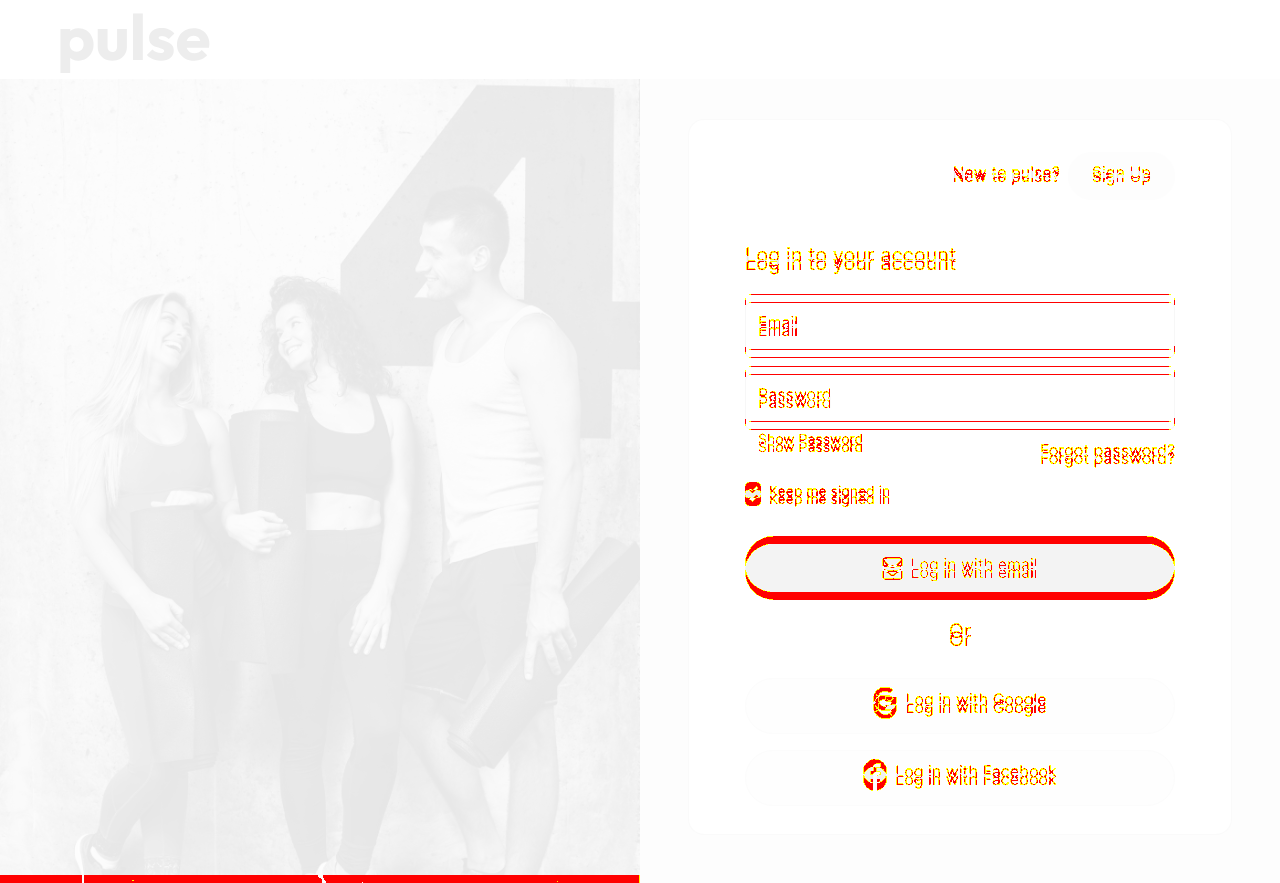 pulse
4
New to pulse? Sign Up
Log in to your account
Email
Password
Show Password
Forgot password?
Keep me signed in
Log in with email
Or
Log in with Google
Log in with Facebook